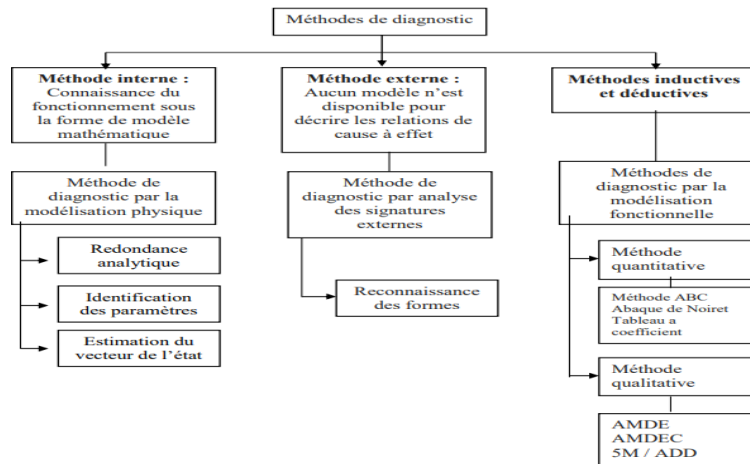 Méthodes de diagnostic
Méthode interne :
Connaissance du
fonctionnement sous
la forme de modèle
mathématique
Méthode de
diagnostic par la
modélisation physique
Redondance
analytique
Identification
des paramètres
Estimation du
vecteur de l'état
Méthode externe :
Aucun modèle n'est
disponible pour
décrire les relations de
cause à effet
Méthode de
diagnostic par analyse
des signatures
externes
Reconnaissance
des formes
Méthodes inductives
et déductives
Méthodes de
diagnostic par la
modélisation
fonctionnelle
Méthode
quantitative
Méthode ABC
Abaque de Noiret
Tableau a
coefficient
Méthode
qualitative
AMDE
AMDEC
5M / ADD